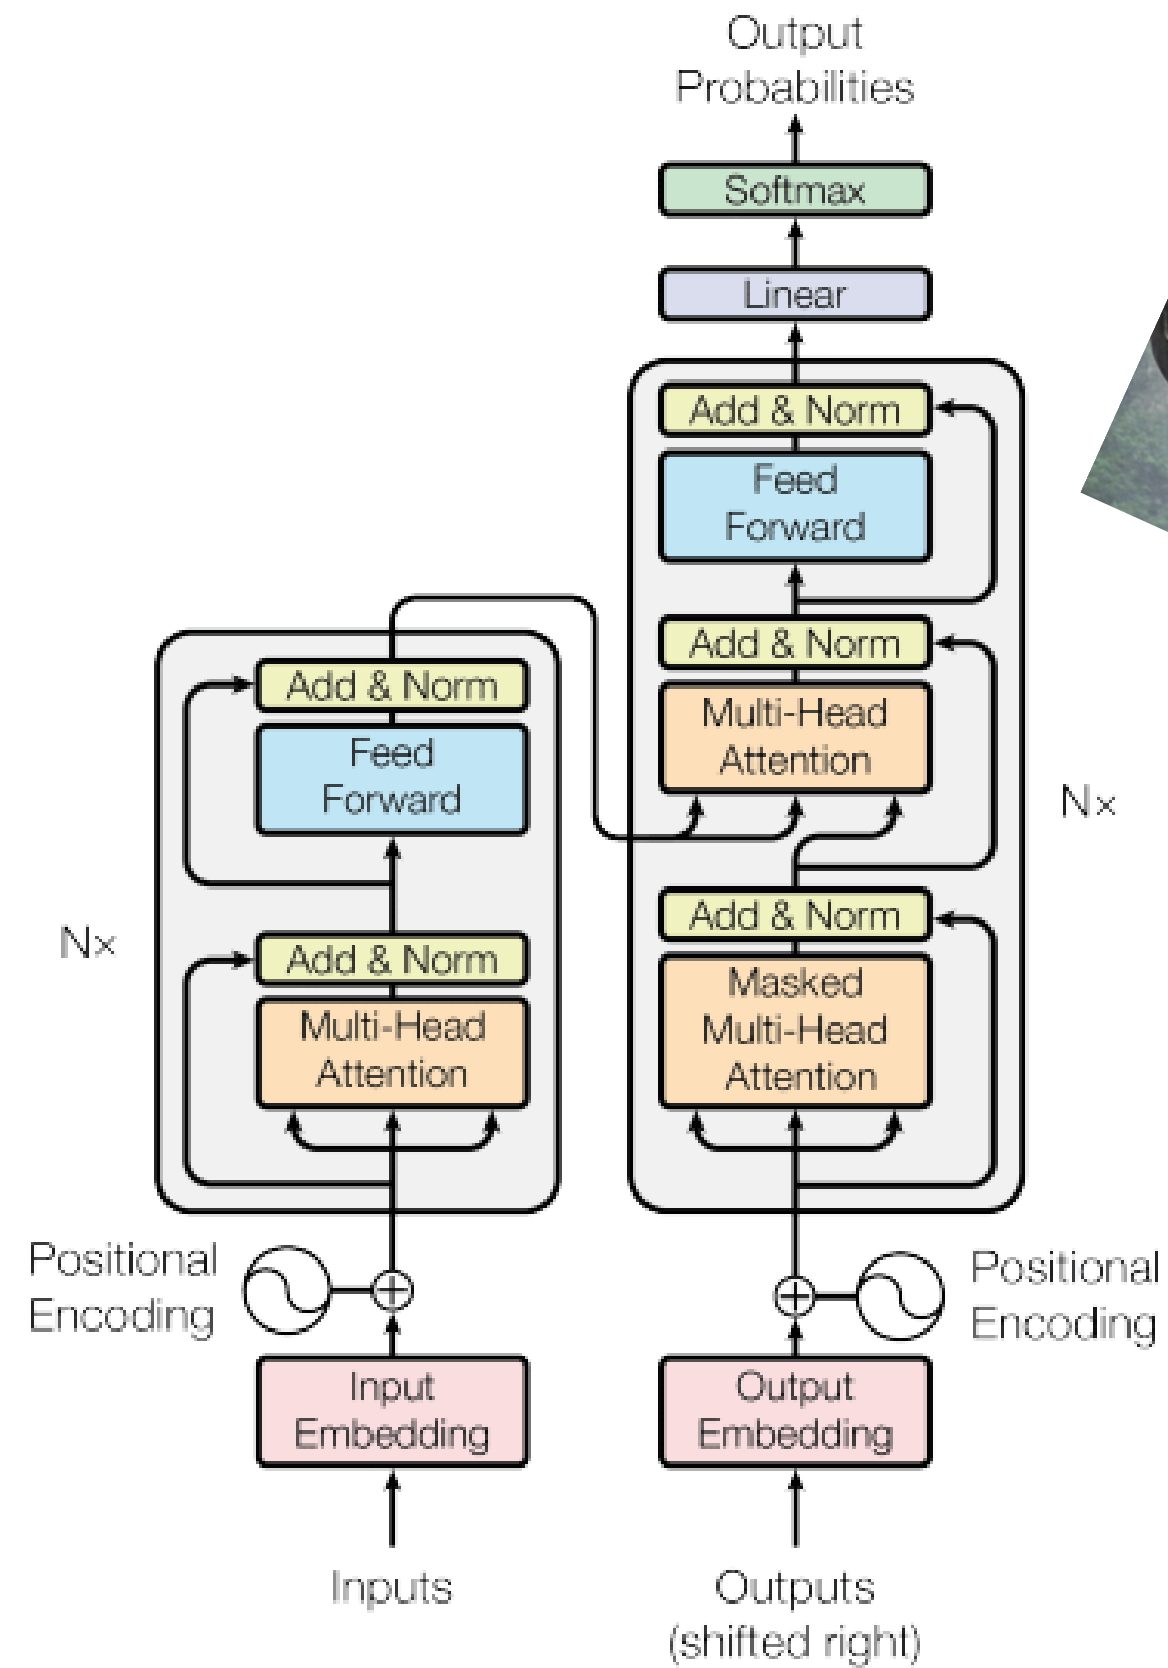 Output
Probabilities
Softmax
Linear
Add & Norm
Feed
Forward
Add & Norm
Multi-Head
Attention
Nx
Add & Norm
Masked
Multi-Head
Attention
Add & Norm
Feed
Forward
Nx
Add & Norm
Multi-Head
Attention
Positional
Encoding
Positional
Encoding
Input
Embedding
Output
Embedding
Inputs
Outputs
(shifted right)